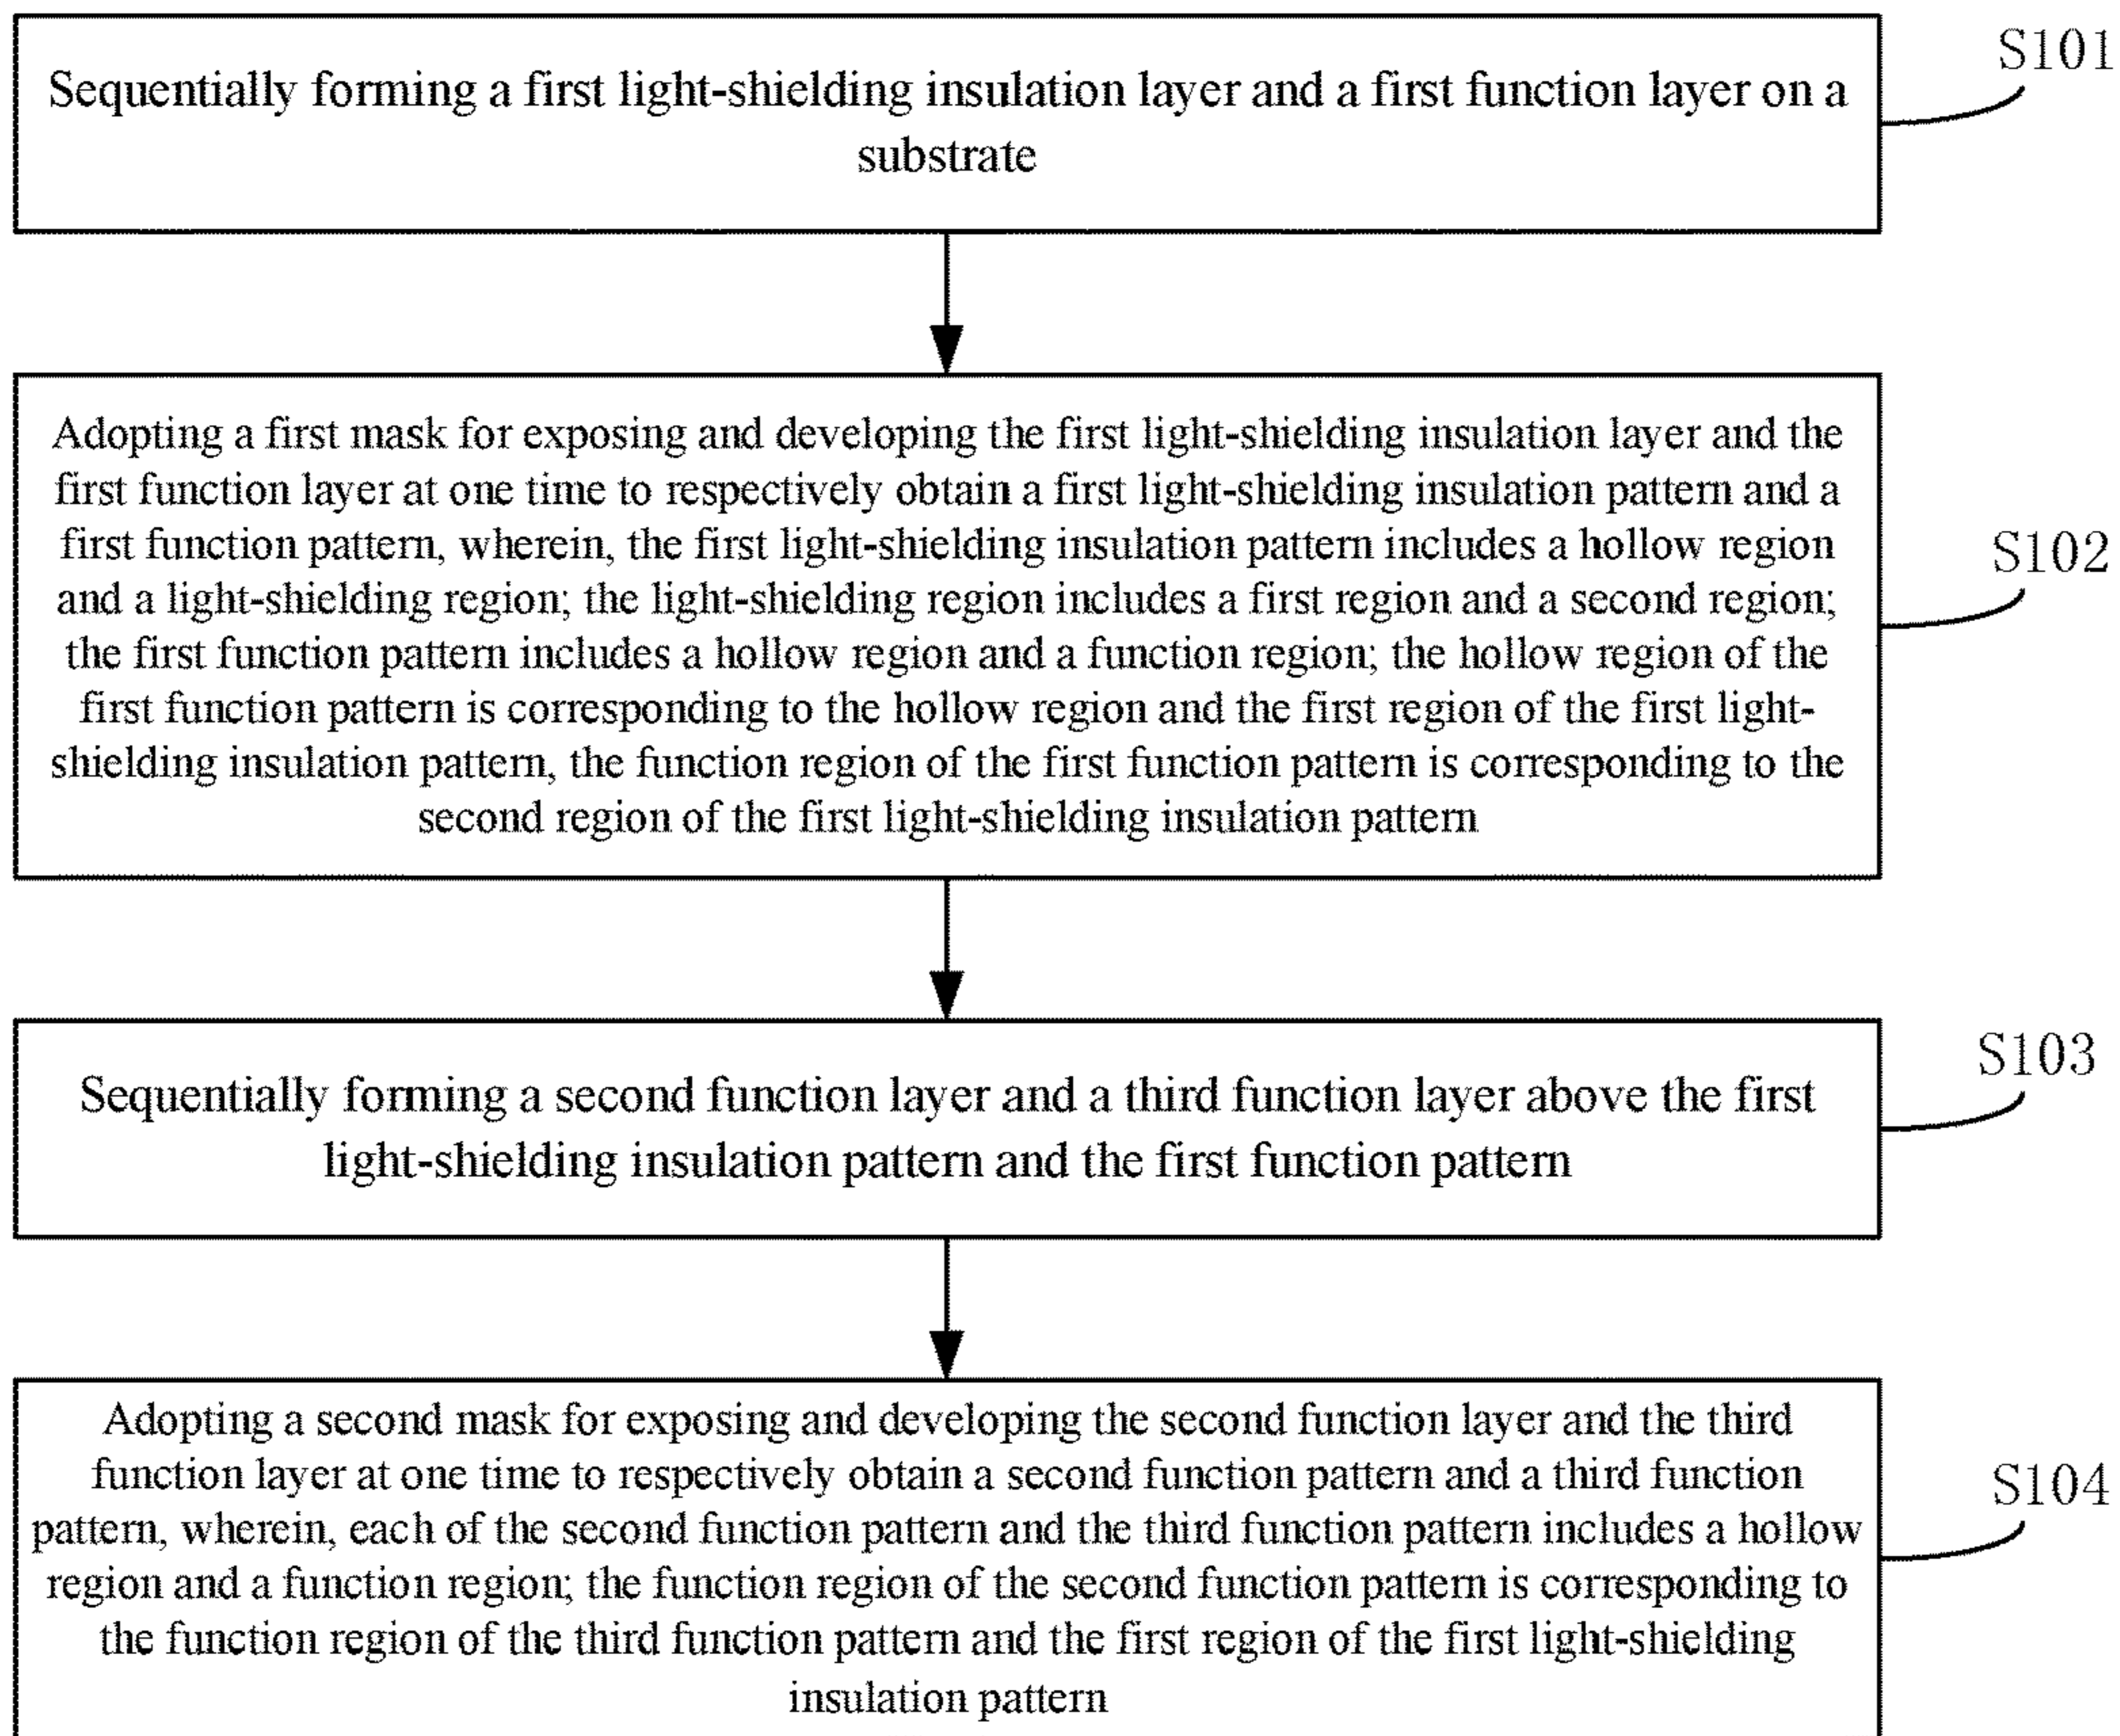 Sequentially forming a first light-shielding insulation layer and a first function layer on a
substrate
S101
Adopting a first mask for exposing and developing the first light-shielding insulation layer and the
first function layer at one time to respectively obtain a first light-shielding insulation pattern and a
first function pattern, wherein, the first light-shielding insulation pattern includes a hollow region
and a light-shielding region; the light-shielding region includes a first region and a second region;
the first function pattern includes a hollow region and a function region; the hollow region of the
first function pattern is corresponding to the hollow region and the first region of the first light-
shielding insulation pattern, the function region of the first function pattern is corresponding to the
second region of the first light-shielding insulation pattern
S102
Sequentially forming a second function layer and a third function layer above the first
light-shielding insulation pattern and the first function pattern
S103
Adopting a second mask for exposing and developing the second function layer and the third
function layer at one time to respectively obtain a second function pattern and a third function
pattern, wherein, each of the second function pattern and the third function pattern includes a hollow
region and a function region; the function region of the second function pattern is corresponding to
the function region of the third function pattern and the first region of the first light-shielding
insulation pattern
S104